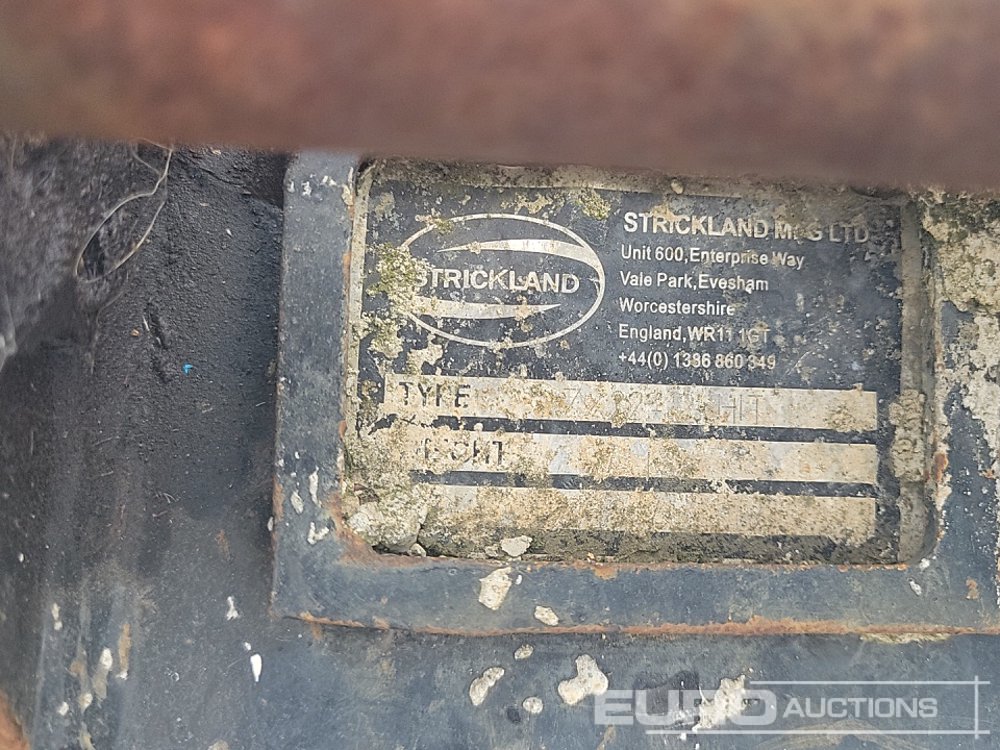 STRICKLAND
STRICKLAND MFG LTD
Unit 600, Enterprise Way
Vale Park, Evesham
Worcestershire
England, WR11 1GT
+44(0) 1386 860 349
TYPE
EURO AUCTIONS